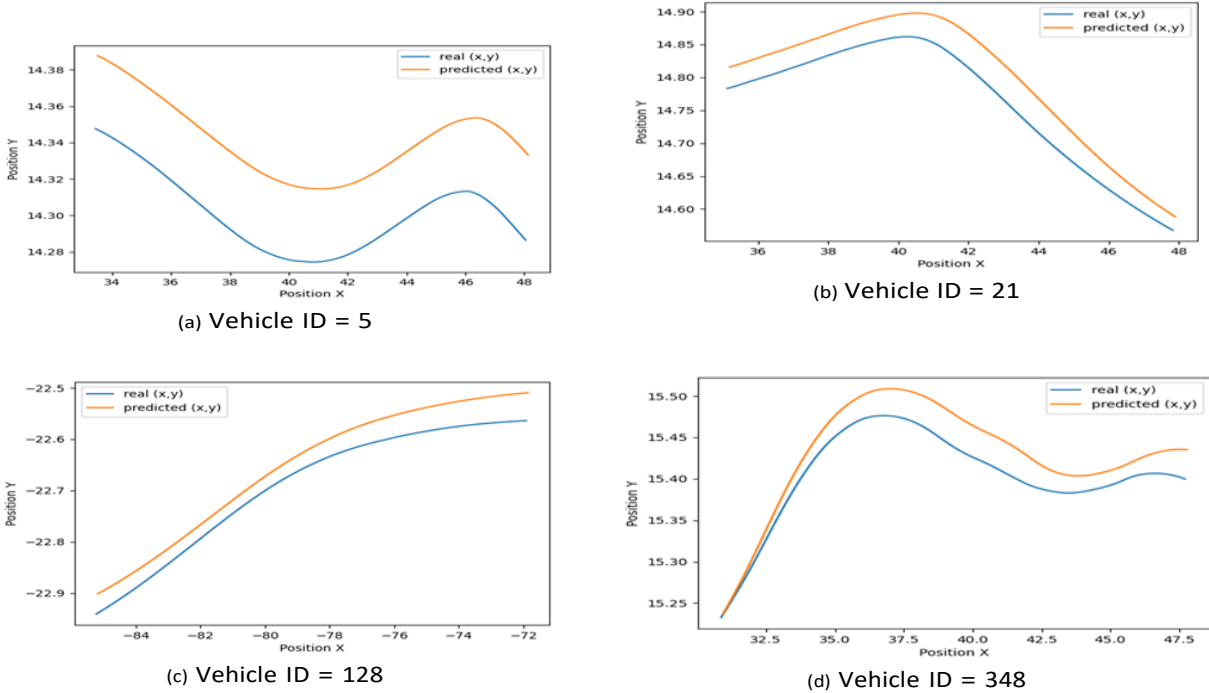 real (x,y)
predicted (x,y)
14.38
14.36
14.34
14.32
14.30
14.28
Position Y
34 36 38 40 42 44 46 48
Position X
(a) Vehicle ID = 5
real (x,y)
predicted (x,y)
14.90
14.85
14.80
14.75
14.70
14.65
14.60
Position Y
36 38 40 42 44 46 48
Position X
(b) Vehicle ID = 21
real (x,y)
predicted (x,y)
−22.5
−22.6
−22.7
−22.8
−22.9
Position Y
−84 −82 −80 −78 −76 −74 −72
Position X
(c) Vehicle ID = 128
real (x,y)
predicted (x,y)
15.50
15.45
15.40
15.35
15.30
15.25
Position Y
32.5 35.0 37.5 40.0 42.5 45.0 47.5
Position X
(d) Vehicle ID = 348